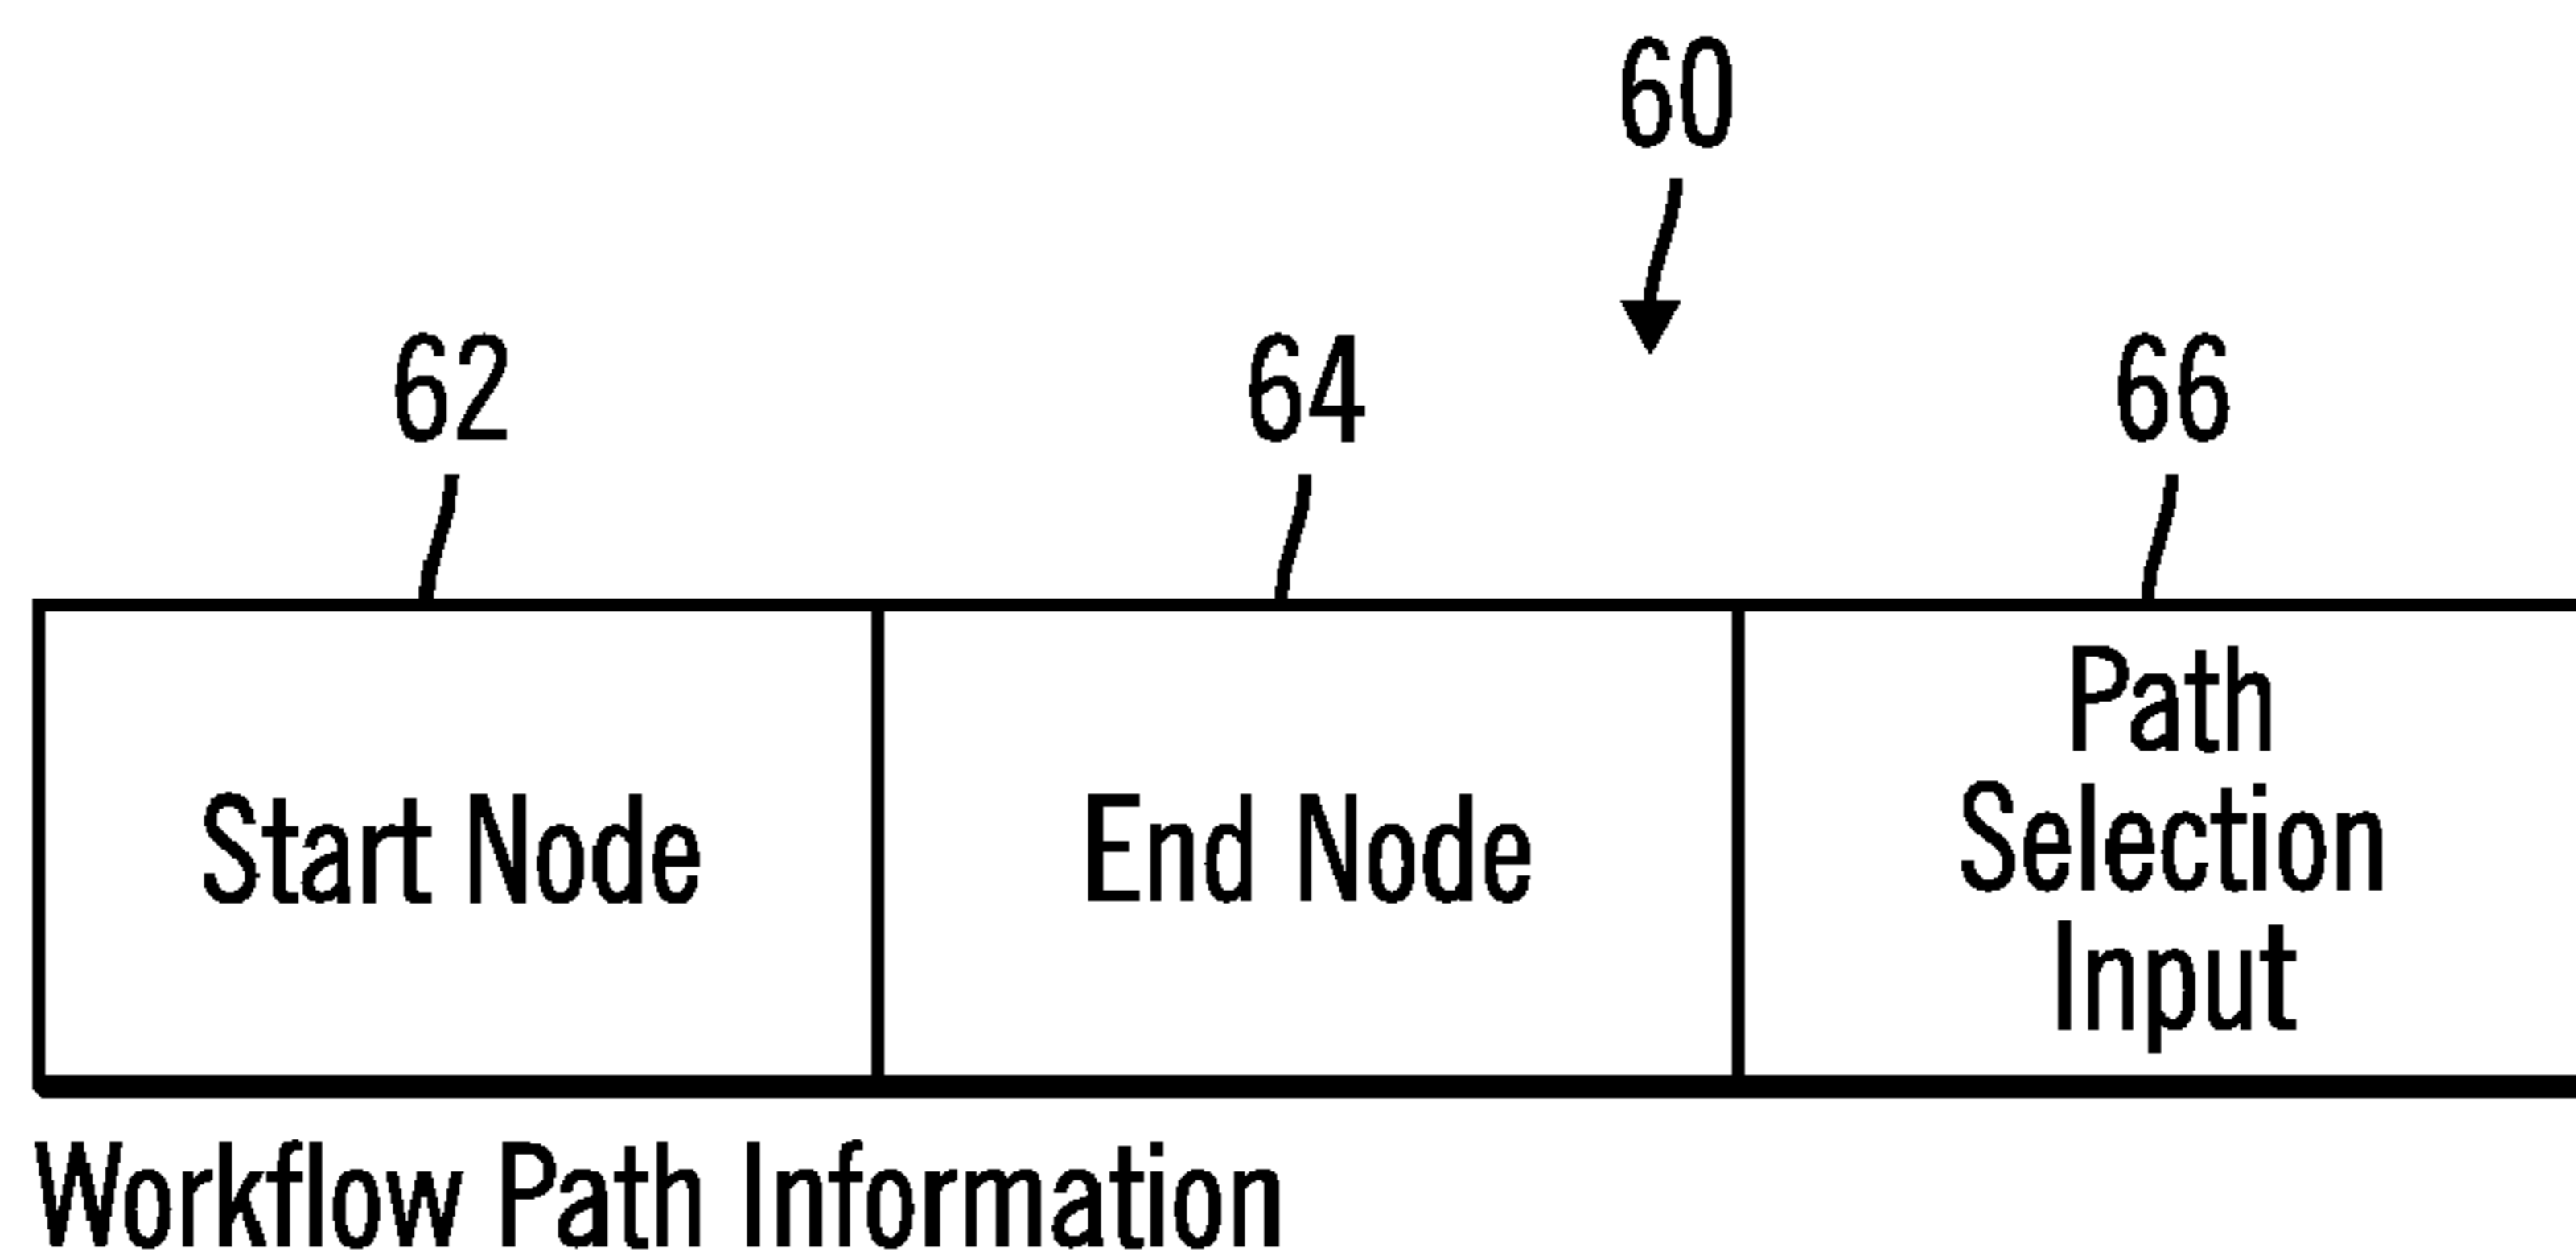 60
62
64
66
Start Node
End Node
Path
Selection
Input
Workflow Path Information